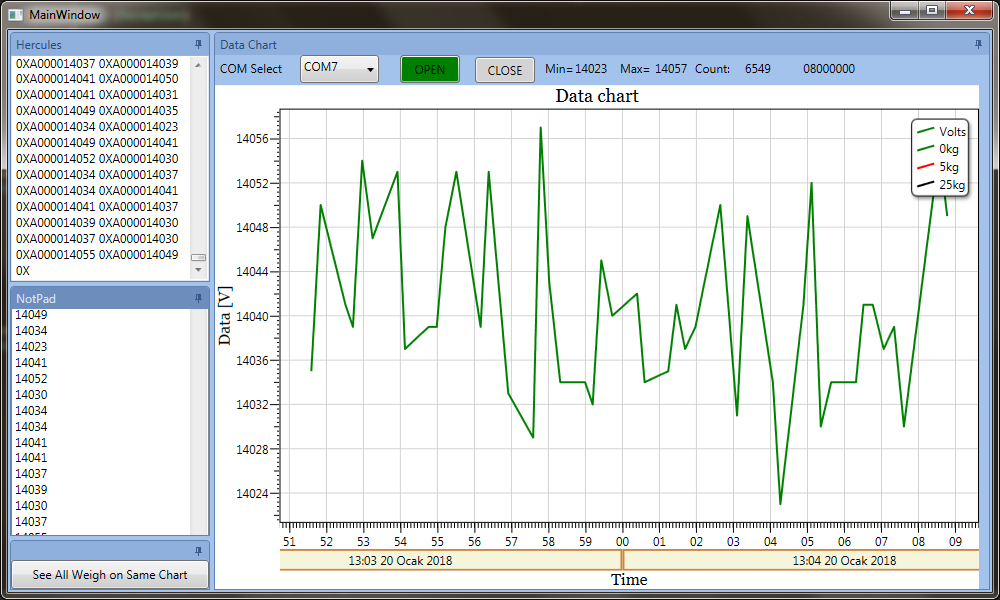 MainWindow
Hercules
0XA000014037 0XA000014039
0XA000014041 0XA000014050
0XA000014041 0XA000014031
0XA000014049 0XA000014035
0XA000014034 0XA000014023
0XA000014049 0XA000014041
0XA000014052 0XA000014030
0XA000014034 0XA000014037
0XA000014034 0XA000014041
0XA000014041 0XA000014037
0XA000014039 0XA000014030
0XA000014037 0XA000014030
0XA000014055 0XA000014049
0X
NotPad
14049
14034
14023
14041
14052
14030
14034
14034
14041
14041
14037
14039
14030
14037
See All Weigh on Same Chart
Data Chart
COM Select COM7 OPEN CLOSE Min= 14023 Max= 14057 Count: 6549 08000000
Data chart
Volts
0kg
5kg
25kg
Data [V]
14056
14052
14048
14044
14040
14036
14032
14028
14024
51 52 53 54 55 56 57 58 59 00 01 02 03 04 05 06 07 08 09
13:03 20 Ocak 2018 13:04 20 Ocak 2018
Time